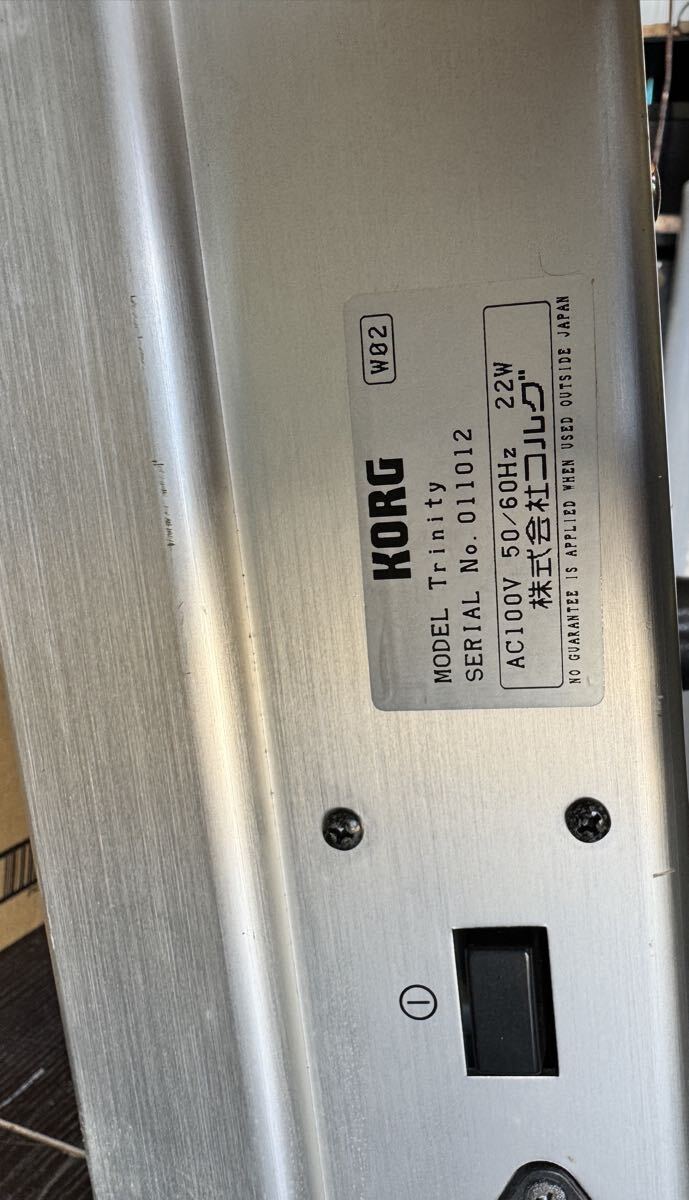 KORG W02
MODEL Trinity
SERIAL No. 011012
AC100V 50/60Hz 22W
株式会社コルグ
NO GUARANTEE IS APPLIED WHEN USED OUTSIDE JAPAN